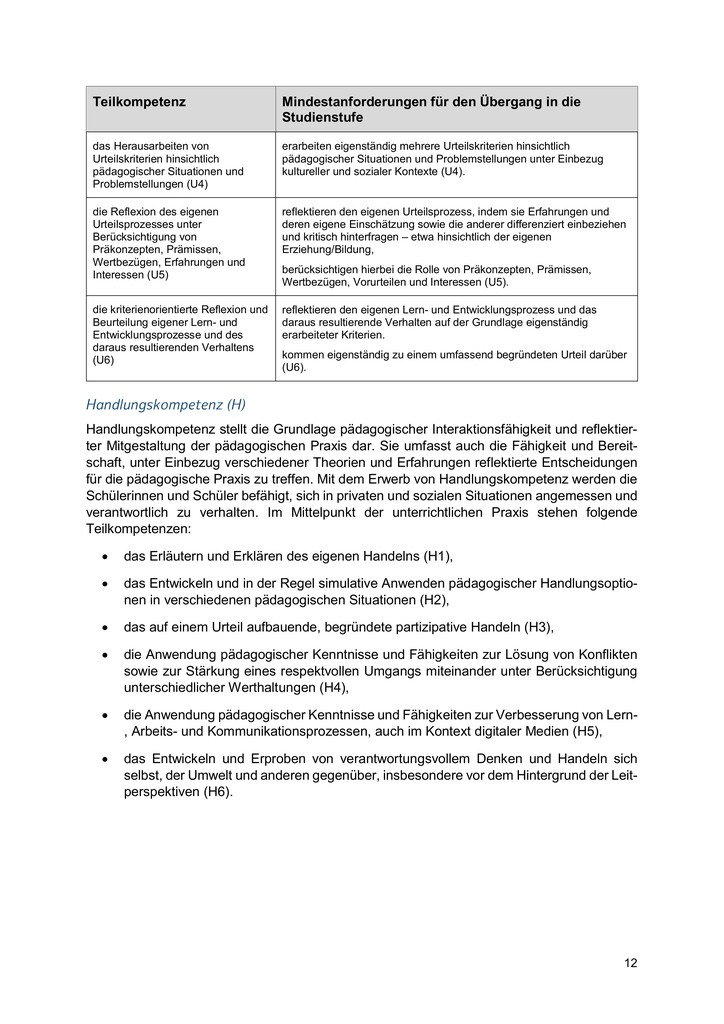 Teilkompetenz
Mindestanforderungen für den Übergang in die
Studienstufe
das Herausarbeiten von
Urteilskriterien hinsichtlich
pädagogischer Situationen und
Problemstellungen (U4)
erarbeiten eigenständig mehrere Urteilskriterien hinsichtlich
pädagogischer Situationen und Problemstellungen unter Einbezug
kultureller und sozialer Kontexte (U4).
die Reflexion des eigenen
Urteilsprozesses unter
Berücksichtigung von
Präkonzepten, Prämissen,
Wertbezügen, Erfahrungen und
Interessen (U5)
reflektieren den eigenen Urteilsprozess, indem sie Erfahrungen und
deren eigene Einschätzung sowie die anderer differenziert einbeziehen
und kritisch hinterfragen – etwa hinsichtlich der eigenen
Erziehung/Bildung,
berücksichtigen hierbei die Rolle von Präkonzepten, Prämissen,
Wertbezügen, Vorurteilen und Interessen (U5).
die kriterienorientierte Reflexion und
Beurteilung eigener Lern- und
Entwicklungsprozesse und des
daraus resultierenden Verhaltens
(U6)
reflektieren den eigenen Lern- und Entwicklungsprozess und das
daraus resultierende Verhalten auf der Grundlage eigenständig
erarbeiteter Kriterien.
kommen eigenständig zu einem umfassend begründeten Urteil darüber
(U6).
Handlungskompetenz (H)
Handlungskompetenz stellt die Grundlage pädagogischer Interaktionsfähigkeit und reflektier-
ter Mitgestaltung der pädagogischen Praxis dar. Sie umfasst auch die Fähigkeit und Bereit-
schaft, unter Einbezug verschiedener Theorien und Erfahrungen reflektierte Entscheidungen
für die pädagogische Praxis zu treffen. Mit dem Erwerb von Handlungskompetenz werden die
Schülerinnen und Schüler befähigt, sich in privaten und sozialen Situationen angemessen und
verantwortlich zu verhalten. Im Mittelpunkt der unterrichtlichen Praxis stehen folgende
Teilkompetenzen:
• das Erläutern und Erklären des eigenen Handelns (H1),
• das Entwickeln und in der Regel simulative Anwenden pädagogischer Handlungsoptio-
nen in verschiedenen pädagogischen Situationen (H2),
• das auf einem Urteil aufbauende, begründete partizipative Handeln (H3),
• die Anwendung pädagogischer Kenntnisse und Fähigkeiten zur Lösung von Konflikten
sowie zur Stärkung eines respektvollen Umgangs miteinander unter Berücksichtigung
unterschiedlicher Werthaltungen (H4),
• die Anwendung pädagogischer Kenntnisse und Fähigkeiten zur Verbesserung von Lern-
, Arbeits- und Kommunikationsprozessen, auch im Kontext digitaler Medien (H5),
• das Entwickeln und Erproben von verantwortungsvollem Denken und Handeln sich
selbst, der Umwelt und anderen gegenüber, insbesondere vor dem Hintergrund der Leit-
perspektiven (H6).
12